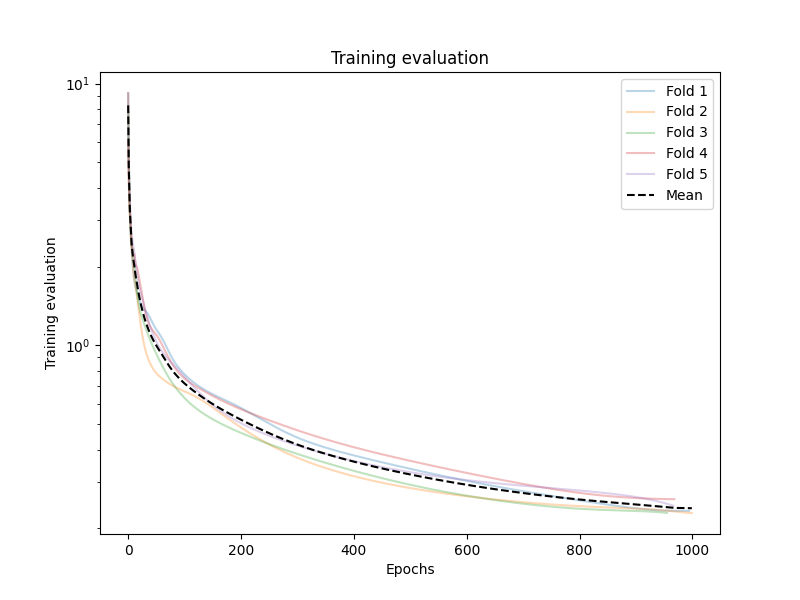 Training evaluation
10¹
10⁰
Training evaluation
Fold 1
Fold 2
Fold 3
Fold 4
Fold 5
Mean
0 200 400 600 800 1000
Epochs